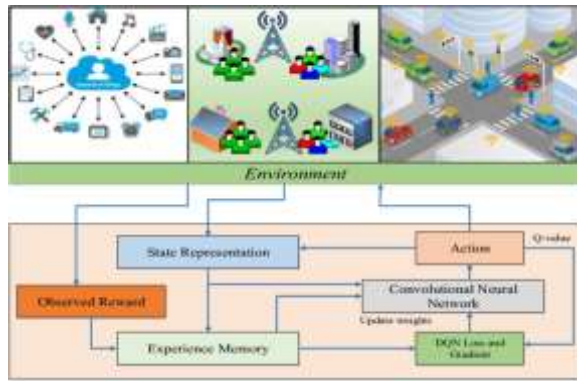 Environment
State Representation
Action
Q-value
Observed Reward
Convolutional Neural
Network
Update weights
Experience Memory
DQN Loss and
Gradient